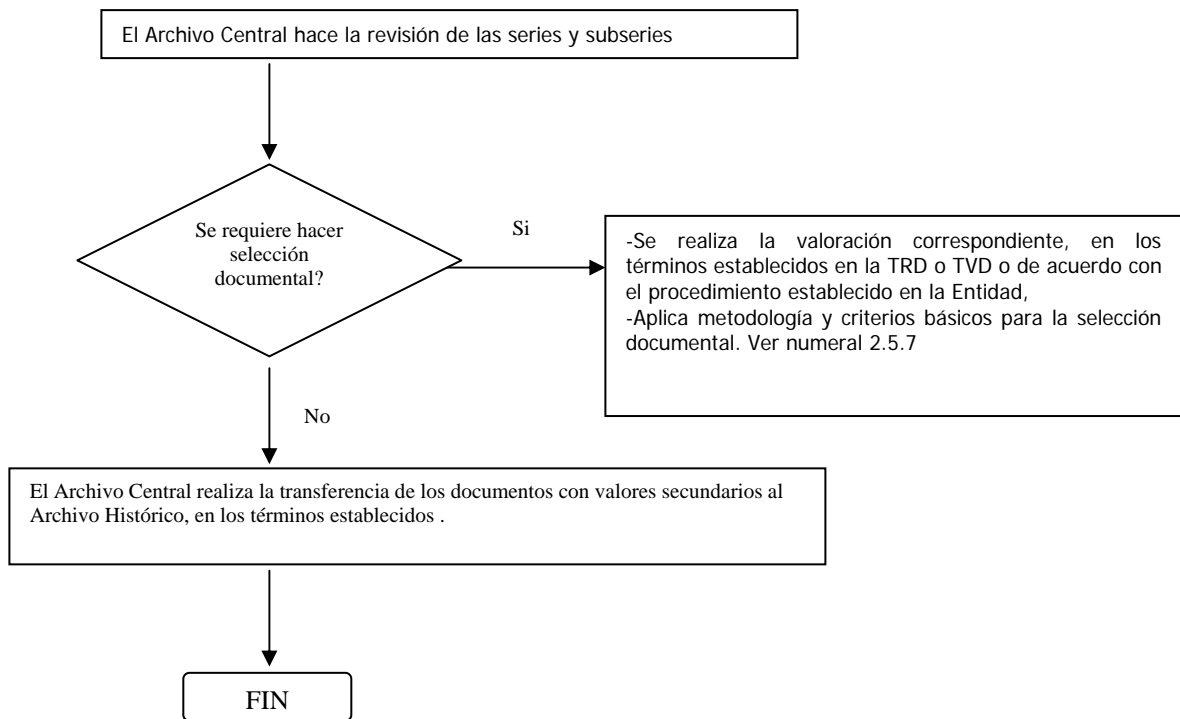 El Archivo Central hace la revisión de las series y subseries
Se requiere hacer
selección
documental?
Si
-Se realiza la valoración correspondiente, en los
términos establecidos en la TRD o TVD o de acuerdo con
el procedimiento establecido en la Entidad,
-Aplica metodología y criterios básicos para la selección
documental. Ver numeral 2.5.7
No
El Archivo Central realiza la transferencia de los documentos con valores secundarios al
Archivo Histórico, en los términos establecidos .
FIN